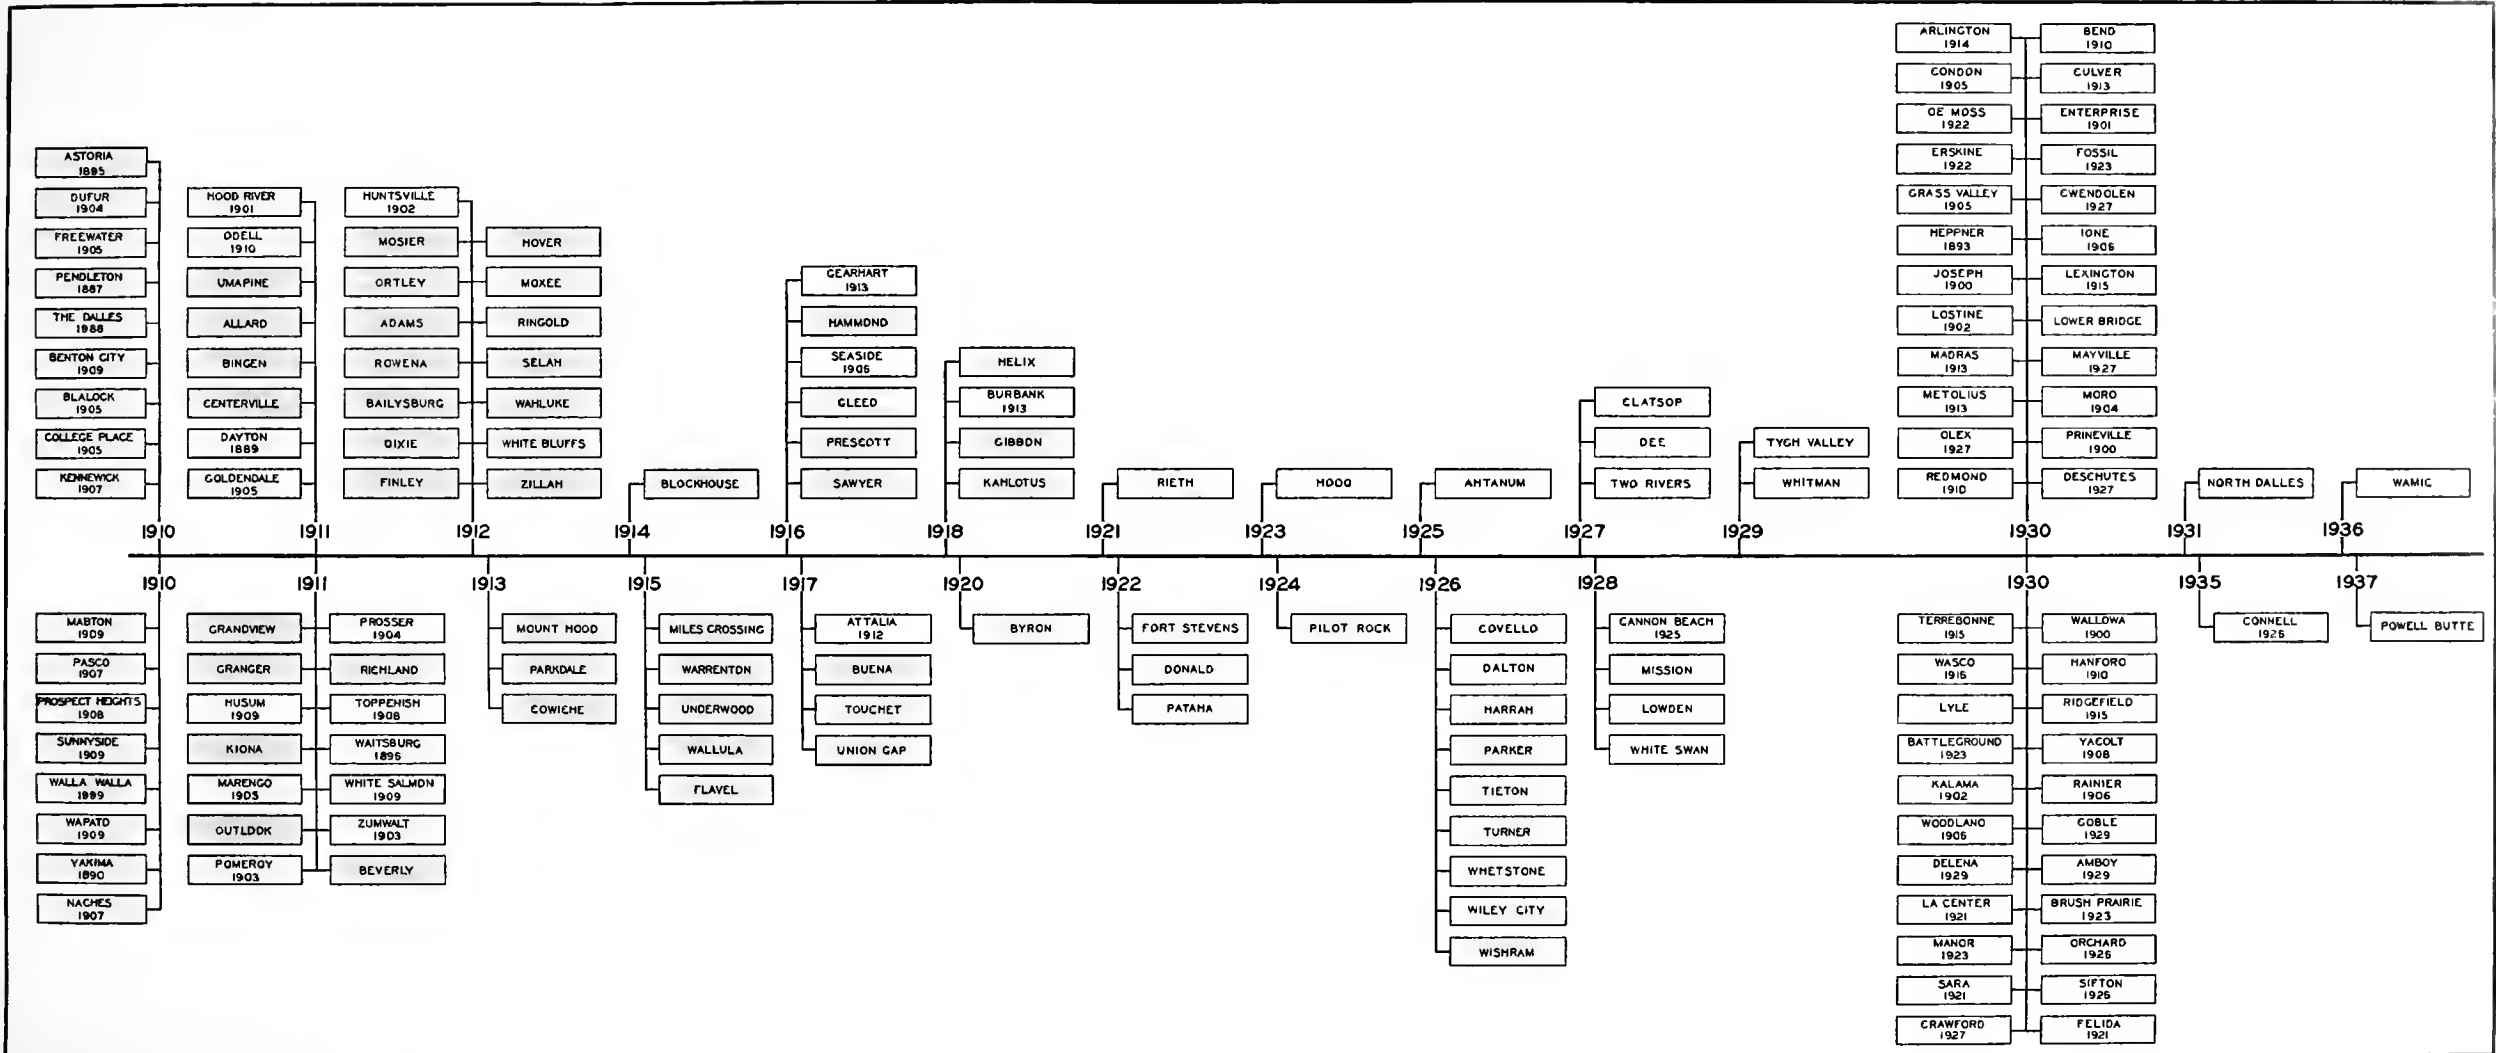 ASTORIA
1895
DUFUR
1904
FREEWATER
1905
PENDLETON
1887
THE DALLES
1988
BENTON CITY
1909
BLALOCK
1905
COLLEGE PLACE
1905
KENNEWICK
1907
1910
HOOD RIVER
1901
ODELL
1910
UMAPINE
ALLARD
BINGEN
CENTERVILLE
DAYTON
1889
GOLDENDALE
1905
1911
HUNTSVILLE
1902
MOSIER
HOVER
ORTLEY
MOXEE
ADAMS
RINGOLD
ROWENA
SELAH
BAILYSBURG
WAHLUKE
DIXIE
WHITE BLUFFS
FINLEY
ZILLAH
1912
BLOCKHOUSE
1914
GEARHART
1913
HAMMOND
SEASIDE
1906
GLEED
PRESCOTT
SAWYER
1916
HELIX
BURBANK
1913
GIBBON
KAHLOTUS
1918
RIETH
1921
HOOD
1923
AHTANUM
1925
CLATSOP
DEE
TWO RIVERS
1927
TYGH VALLEY
WHITMAN
1929
ARLINGTON
1914
BEND
1910
CONDON
1905
CULVER
1913
DE MOSS
1922
ENTERPRISE
1901
ERSKINE
1922
FOSSIL
1923
GRASS VALLEY
1905
GWENDOLEN
1927
HEPPNER
1893
IONE
1906
JOSEPH
1900
LEXINGTON
1915
LOSTINE
1902
LOWER BRIDGE
MADRAS
1913
MAYVILLE
1927
METOLIUS
1913
MORO
1904
OLEX
1927
PRINEVILLE
1900
REDMOND
1910
DESCHUTES
1927
1930
NORTH DALLES
1931
WAMIC
1936
1910
MABTON
1909
PASCO
1907
PROSPECT HEIGHTS
1908
SUNNYSIDE
1909
WALLA WALLA
1889
WAPATO
1909
YAKIMA
1890
NACHES
1907
1911
GRANDVIEW
PROSSER
1904
GRANGER
RICHLAND
HUSUM
1909
TOPPENISH
1908
KIONA
WAITSBURG
1896
MARENGO
1903
WHITE SALMON
1909
OUTLOOK
ZUMWALT
1903
POMEROY
1903
BEVERLY
1913
MOUNT HOOD
PARKDALE
COWICHE
1915
MILES CROSSING
WARRENTON
UNDERWOOD
WALLULA
FLAVEL
1917
ATTALIA
1912
BUENA
TOUCHET
UNION GAP
1920
BYRON
1922
FORT STEVENS
DONALD
PATAHA
1924
PILOT ROCK
1926
COVELLO
DALTON
HARRAH
PARKER
TIETON
TURNER
WHETSTONE
WILEY CITY
WISHRAM
1928
CANNON BEACH
1925
MISSION
LOWDEN
WHITE SWAN
1930
TERREBONNE
1915
WALLOWA
1900
WASCO
1916
HANFORD
1910
LYLE
RIDGEFIELD
1915
BATTLEGROUND
1923
YACOLT
1908
KALAMA
1902
RAINIER
1906
WOODLAND
1906
GOBLE
1929
DELENA
1929
AMBOY
1929
LA CENTER
1921
BRUSH PRAIRIE
1923
MANOR
1923
ORCHARD
1926
SARA
1921
SIFTON
1926
CRAWFORD
1927
FELIDA
1921
1935
CONNELL
1926
1937
POWELL BUTTE